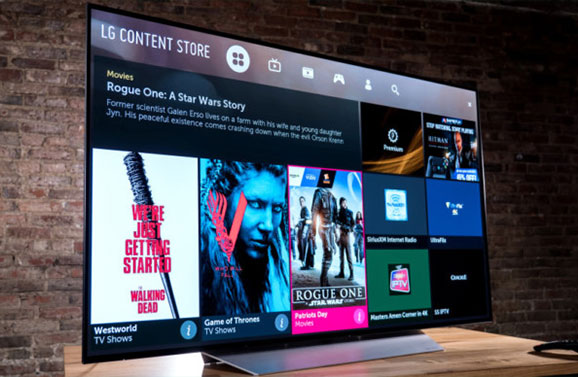 LG CONTENT STORE
Movies
Rogue One: A Star Wars Story
Former scientist Galen Erso lives on a farm with his wife and young daughter
Jyn. His peaceful existence comes crashing down when the evil Orson Krenn
Premium
HITMAN
SiriusXM Internet Radio
UltraFlix
WE'RE
JUST
GETTING
STARTED
THE
WALKING
DEAD
VIKINGS
ROGUE ONE
IPTV
Westworld
TV Shows
Game of Thrones
TV Shows
Patriots Day
Movies
Masters Amen Corner in 4K
SS IPTV